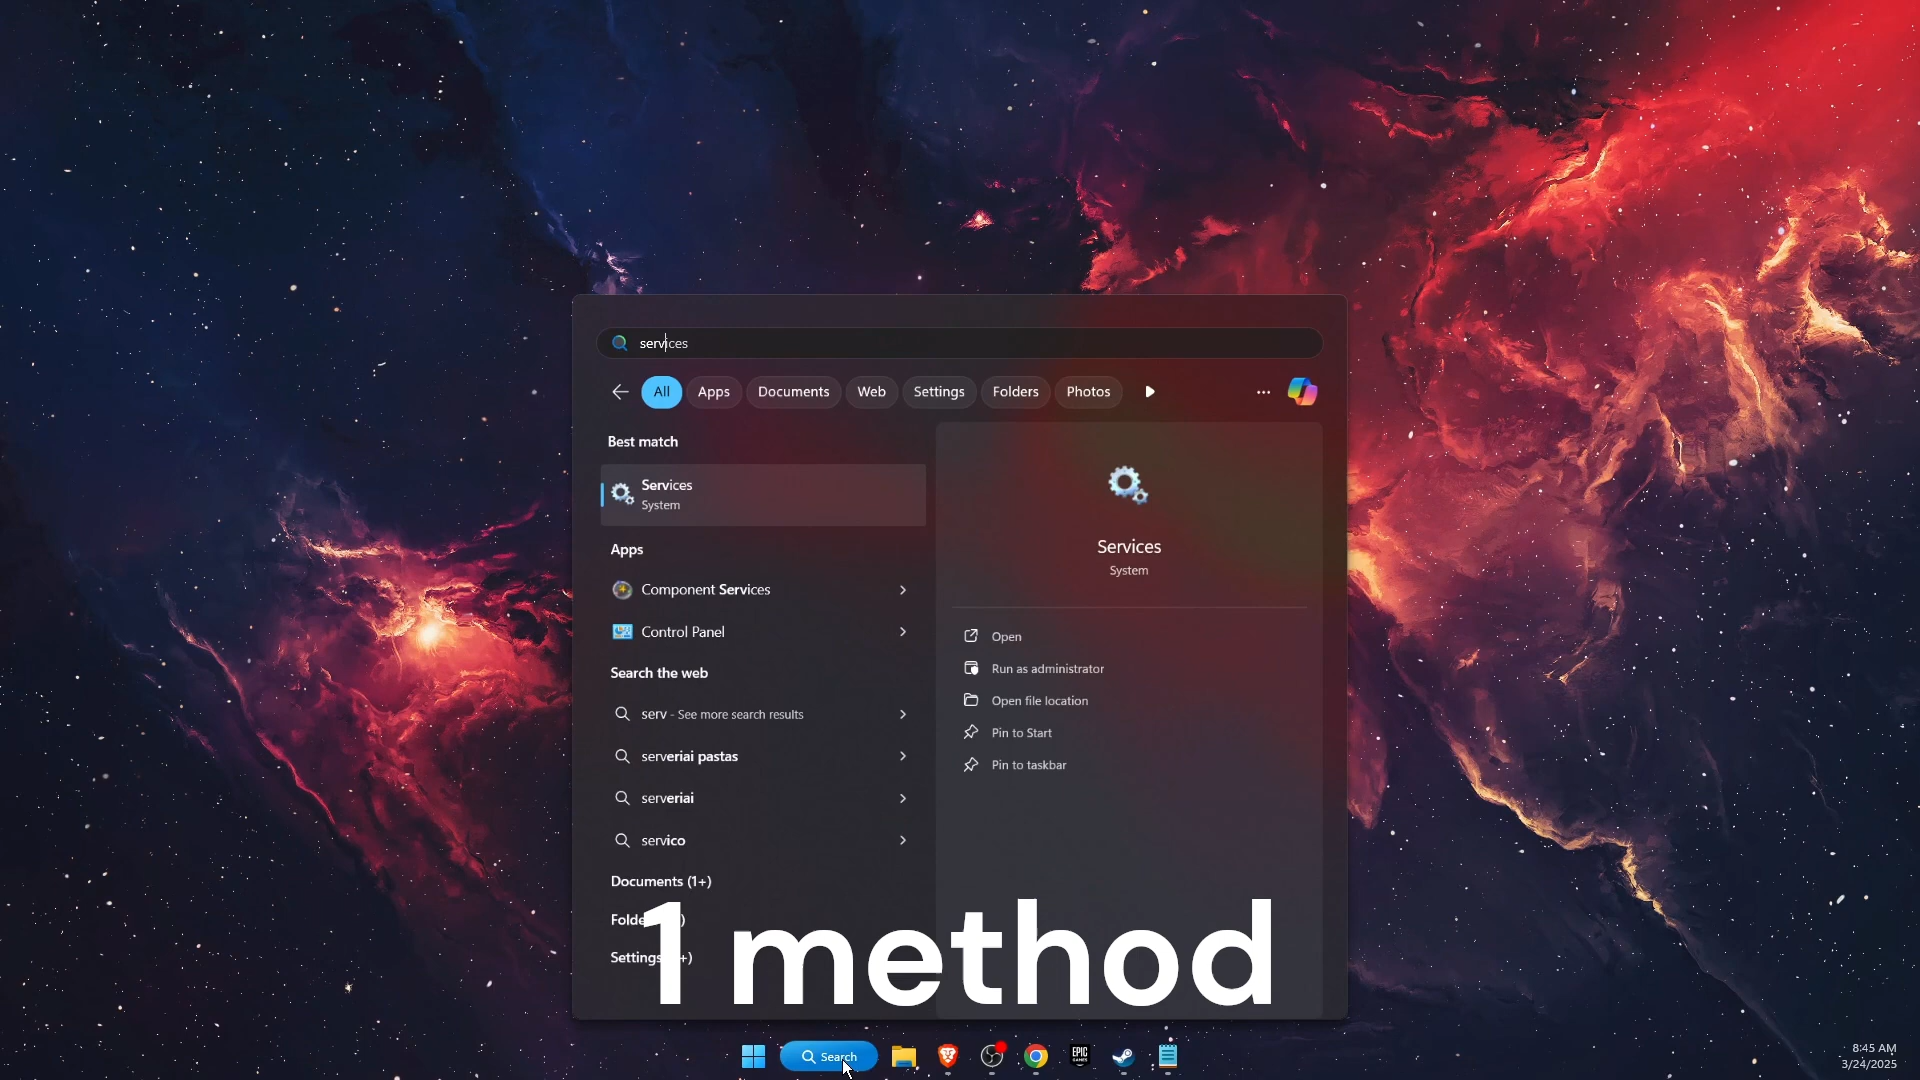 services
All Apps Documents Web Settings Folders Photos
Best match
Services
System
Apps
Component Services
Control Panel
Search the web
serv - See more search results
serveriai pastas
serveriai
servico
Documents (1+)
Settings
Services
System
Open
Run as administrator
Open file location
Pin to Start
Pin to taskbar
1 method
Search
EPIC GAMES
8:45 AM
3/24/2025